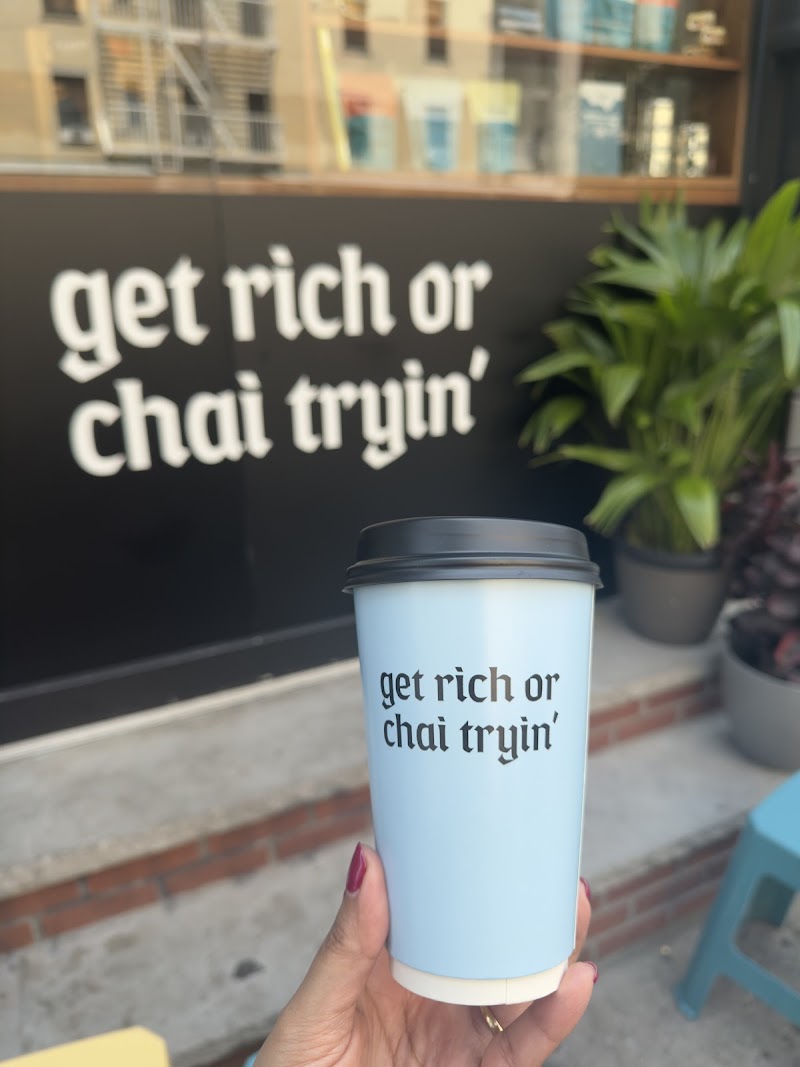 get rich or
chai tryin'
get rich or
chai tryin'